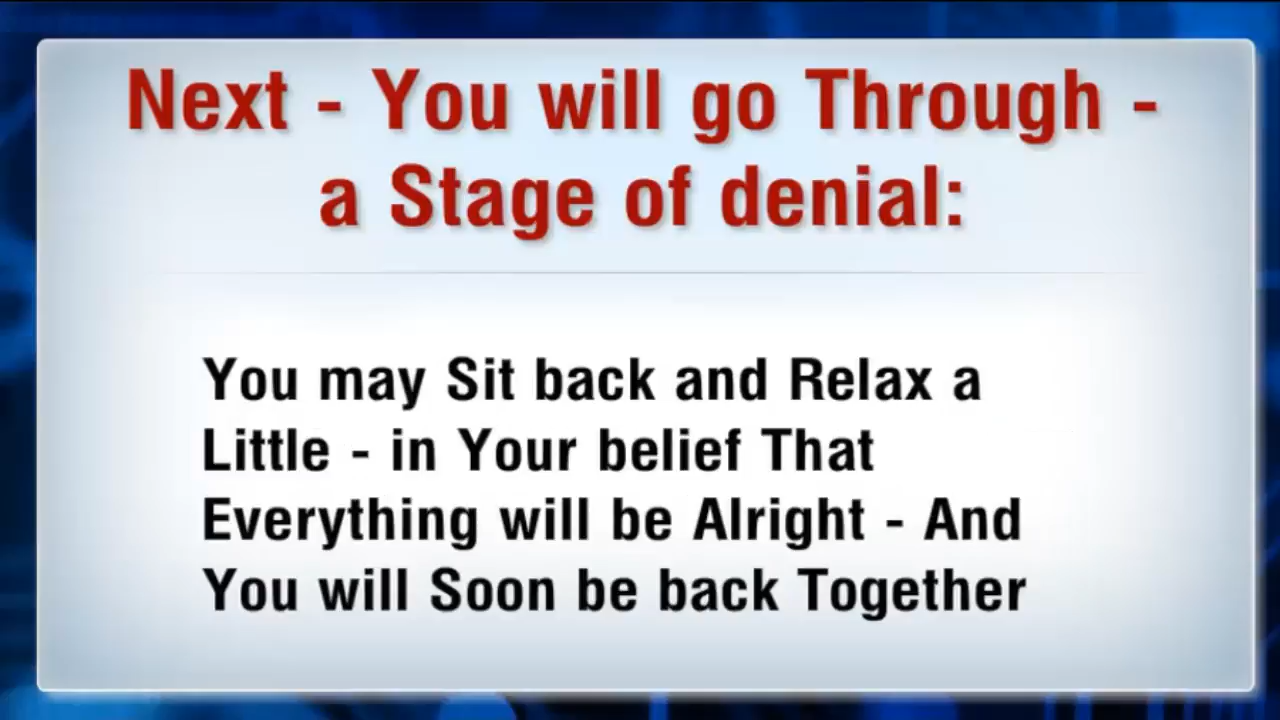 Next - You will go Through -
a Stage of denial:
You may Sit back and Relax a
Little - in Your belief That
Everything will be Alright - And
You will Soon be back Together